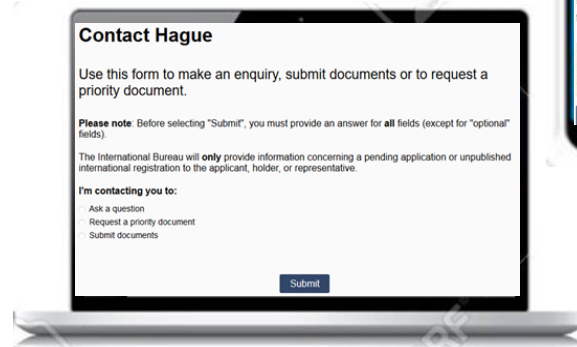 Contact Hague
Use this form to make an enquiry, submit documents or to request a
priority document.
Please note: Before selecting "Submit", you must provide an answer for all fields (except for "optional"
fields).
The International Bureau will only provide information concerning a pending application or unpublished
international registration to the applicant, holder, or representative.
I'm contacting you to:
Ask a question
Request a priority document
Submit documents
Submit